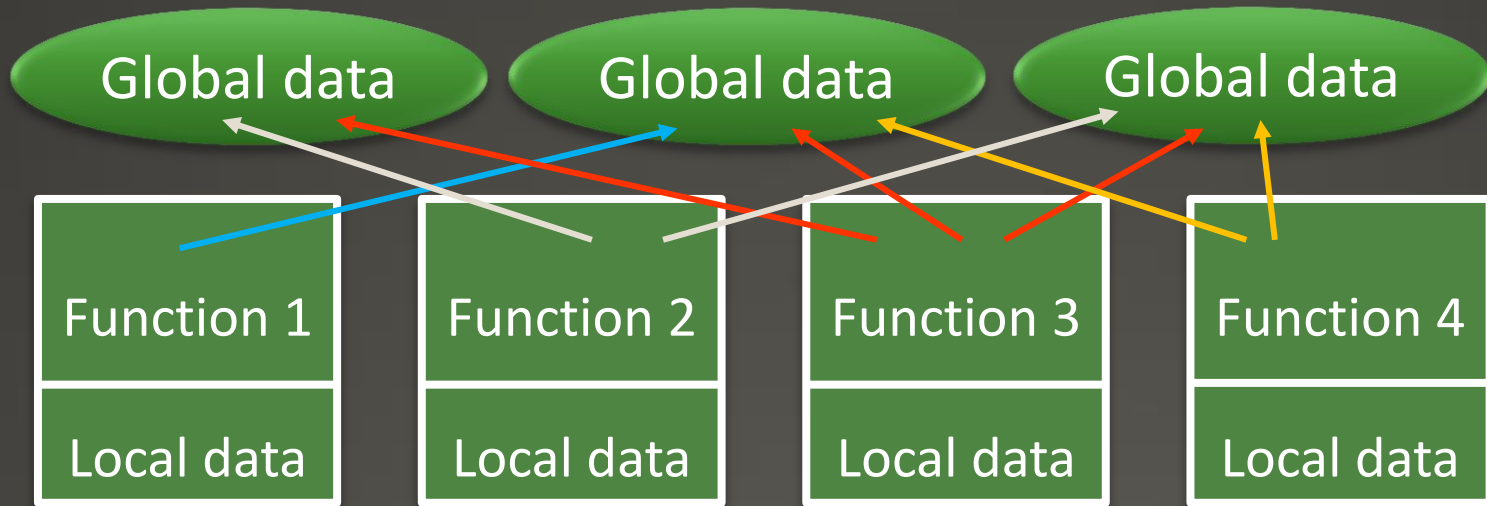 Global data
Global data
Global data
Function 1
Function 2
Function 3
Function 4
Local data
Local data
Local data
Local data